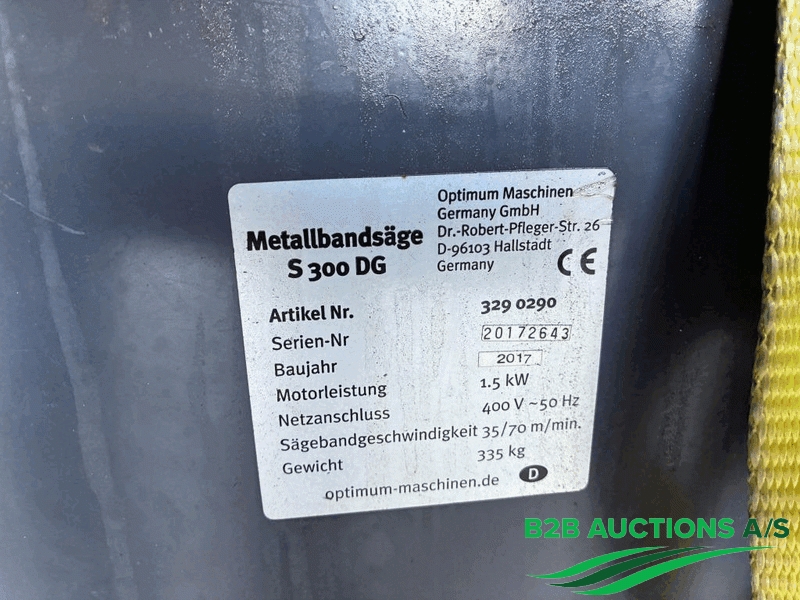 Metallbandsäge
S 300 DG
Optimum Maschinen
Germany GmbH
Dr.-Robert-Pfleger-Str. 26
D-96103 Hallstadt
Germany
CE
Artikel Nr. 329 0290
Serien-Nr 20172643
Baujahr 2017
Motorleistung 1.5 kW
Netzanschluss 400 V ~50 Hz
Sägebandgeschwindigkeit 35/70 m/min.
Gewicht 335 kg
optimum-maschinen.de D
B2B AUCTIONS A/S